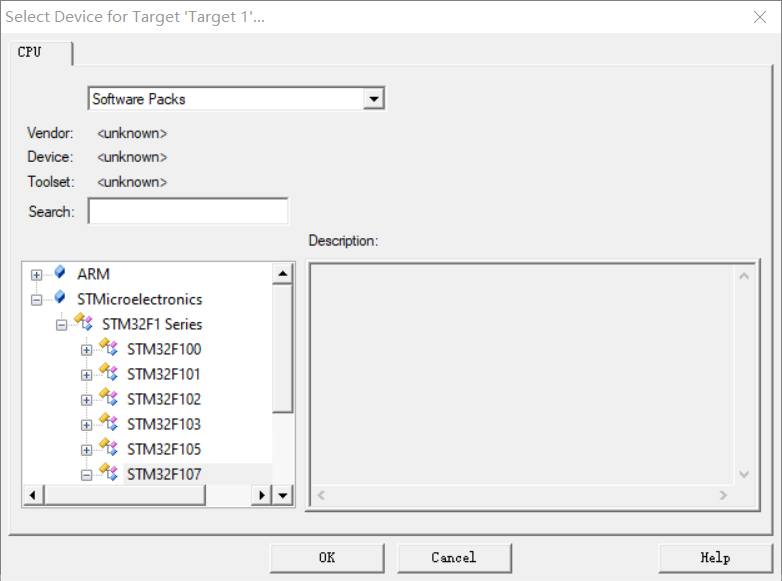 Select Device for Target 'Target 1'...
CPU
Software Packs
Vendor: <unknown>
Device: <unknown>
Toolset: <unknown>
Search:
Description:
ARM
STMicroelectronics
STM32F1 Series
STM32F100
STM32F101
STM32F102
STM32F103
STM32F105
STM32F107
OK Cancel Help